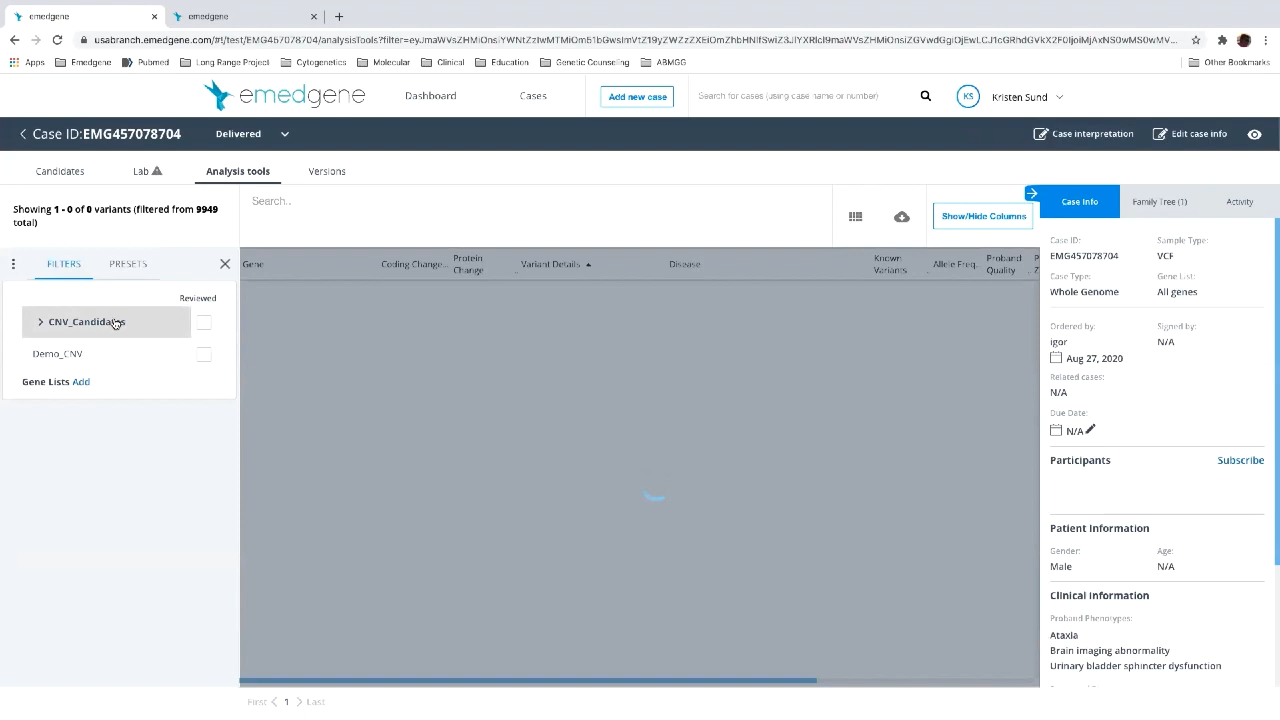 emedgene
emedgene
usabranch.emedgene.com/#!/test/EMG457078704/analysisTools?filter=
Apps Emedgene Pubmed Long Range Project Cytogenetics Molecular Clinical Education Genetic Counseling ABMGG Other Bookmarks
emedgene Dashboard Cases Add new case Search for cases (using case name or number) KS Kristen Sund
Case ID:EMG457078704 Delivered Case interpretation Edit case info
Candidates Lab Analysis tools Versions
Showing 1 - 0 of 0 variants (filtered from 9949
total)
Search..
Show/Hide Columns
Case Info Family Tree (1) Activity
FILTERS PRESETS
Gene Coding Change... Protein
Change Variant Details Disease Known
Variants Allele Freq. Proband
Quality
Reviewed
CNV_Candidates
Demo_CNV
Gene Lists Add
Case ID: Sample Type:
EMG457078704 VCF
Case Type: Gene List:
Whole Genome All genes
Ordered by: Signed by:
igor N/A
Aug 27, 2020
Related cases:
N/A
Due Date:
N/A
Participants Subscribe
Patient Information
Gender: Age:
Male N/A
Clinical Information
Proband Phenotypes:
Ataxia
Brain imaging abnormality
Urinary bladder sphincter dysfunction
First 1 Last